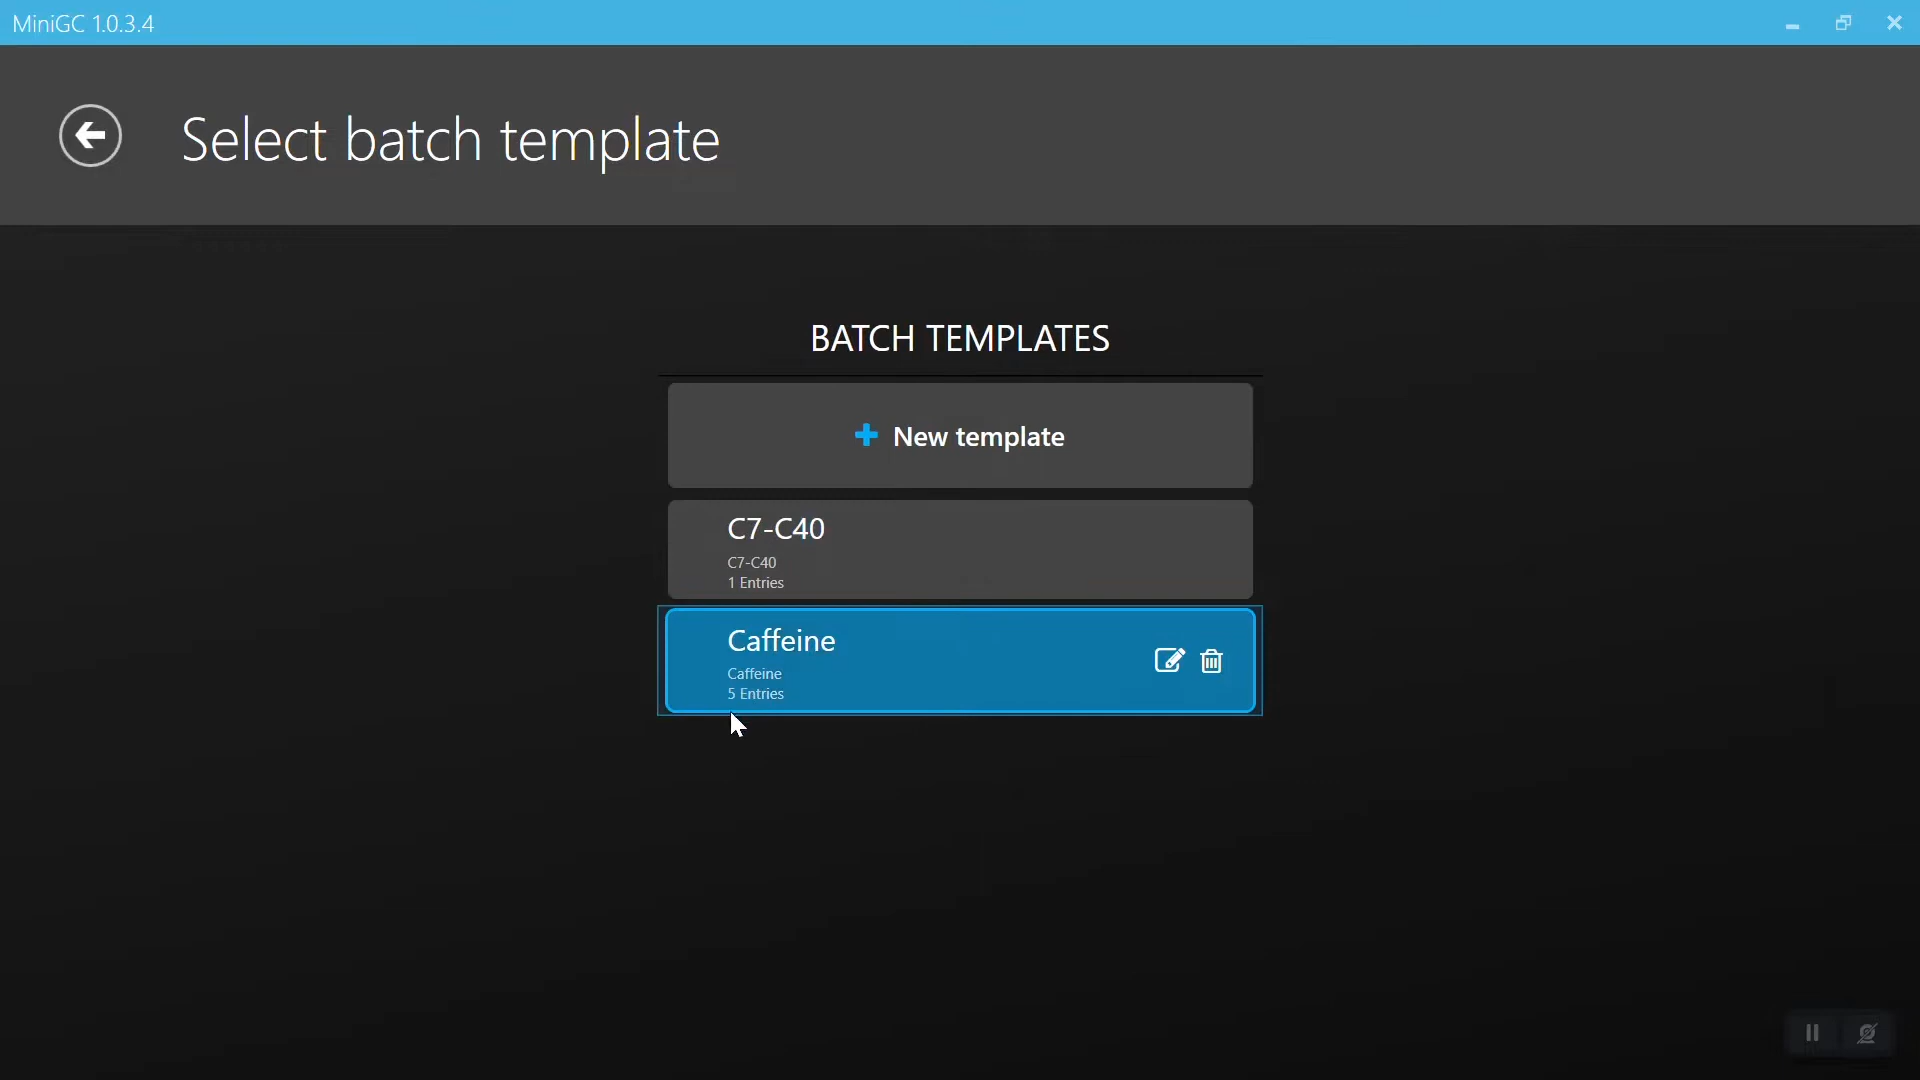 MiniGC 1.0.3.4
Select batch template
BATCH TEMPLATES
New template
C7-C40
C7-C40
1 Entries
Caffeine
Caffeine
5 Entries